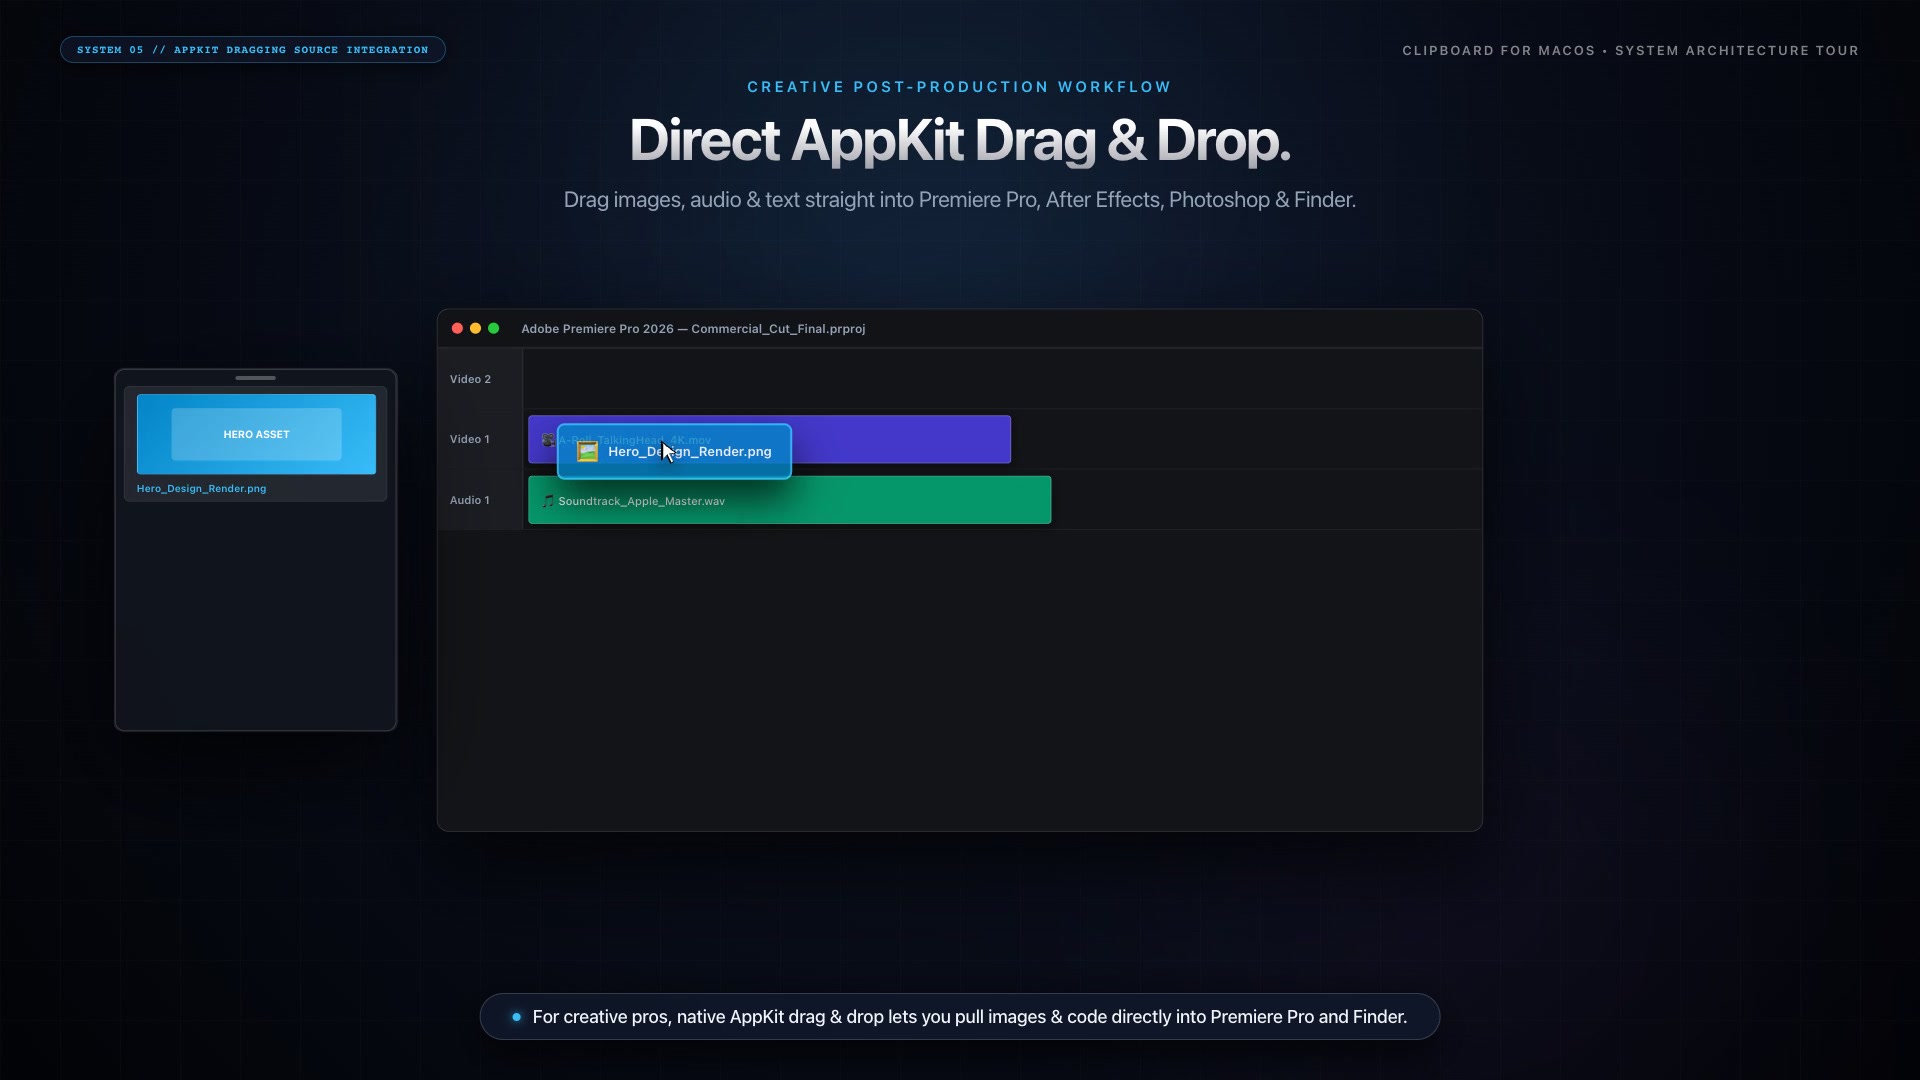 SYSTEM 05 // APPKIT DRAGGING SOURCE INTEGRATION
CLIPBOARD FOR MACOS • SYSTEM ARCHITECTURE TOUR
CREATIVE POST-PRODUCTION WORKFLOW
Direct AppKit Drag & Drop.
Drag images, audio & text straight into Premiere Pro, After Effects, Photoshop & Finder.
Adobe Premiere Pro 2026 — Commercial_Cut_Final.prproj
HERO ASSET
Hero_Design_Render.png
Video 2
Video 1
A-Roll_TalkingHead_4K.mov
Hero_Design_Render.png
Audio 1
Soundtrack_Apple_Master.wav
For creative pros, native AppKit drag & drop lets you pull images & code directly into Premiere Pro and Finder.